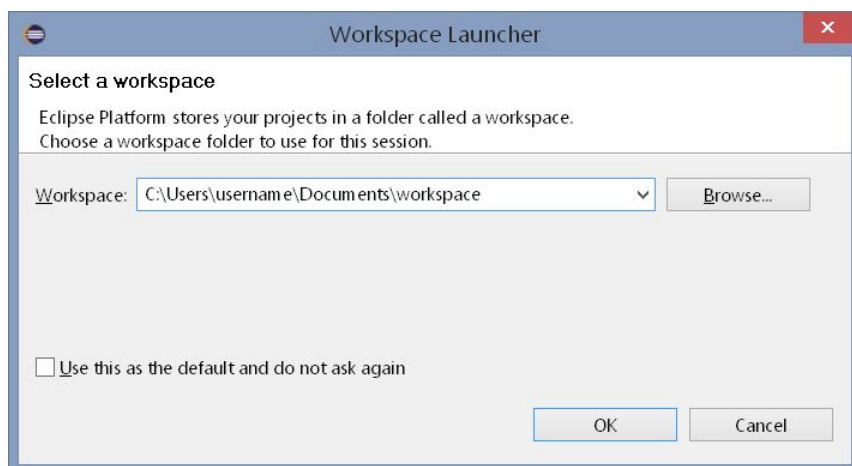 Workspace Launcher
Select a workspace
Eclipse Platform stores your projects in a folder called a workspace.
Choose a workspace folder to use for this session.
Workspace: C:\Users\username\Documents\workspace Browse...
Use this as the default and do not ask again
OK Cancel